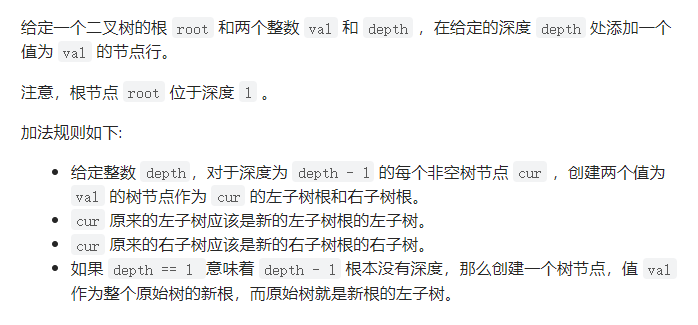 给定一个二叉树的根 root 和两个整数 val 和 depth ，在给定的深度 depth 处添加一个
值为 val 的节点行。
注意，根节点 root 位于深度 1 。
加法规则如下:
• 给定整数 depth，对于深度为 depth - 1 的每个非空树节点 cur ，创建两个值为
val 的树节点作为 cur 的左子树根和右子树根。
• cur 原来的左子树应该是新的左子树根的左子树。
• cur 原来的右子树应该是新的右子树根的右子树。
• 如果 depth == 1 意味着 depth - 1 根本没有深度，那么创建一个树节点，值 val
作为整个原始树的新根，而原始树就是新根的左子树。